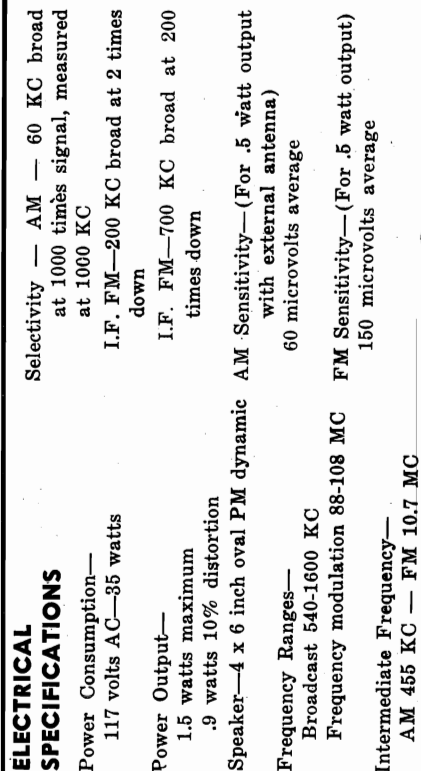 ELECTRICAL
SPECIFICATIONS
Power Consumption—
117 volts AC—35 watts
Power Output—
1.5 watts maximum
.9 watts 10% distortion
Speaker—4 x 6 inch oval PM dynamic
Frequency Ranges—
Broadcast 540-1600 KC
Frequency modulation 88-108 MC
Intermediate Frequency—
AM 455 KC — FM 10.7 MC
Selectivity — AM — 60 KC broad
at 1000 times signal, measured
at 1000 KC
I.F. FM—200 KC broad at 2 times
down
I.F. FM—700 KC broad at 200
times down
AM Sensitivity—(For .5 watt output
with external antenna)
60 microvolts average
FM Sensitivity—(For .5 watt output)
150 microvolts average